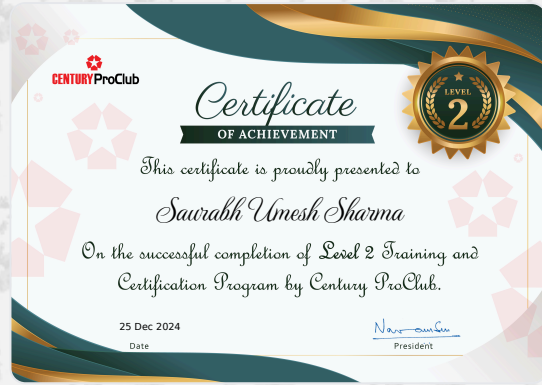 CENTURY ProClub
LEVEL
2
Certificate
OF ACHIEVEMENT
This certificate is proudly presented to
Saurabh Umesh Sharma
On the successful completion of Level 2 Training and
Certification Program by Century ProClub.
25 Dec 2024
Date
President